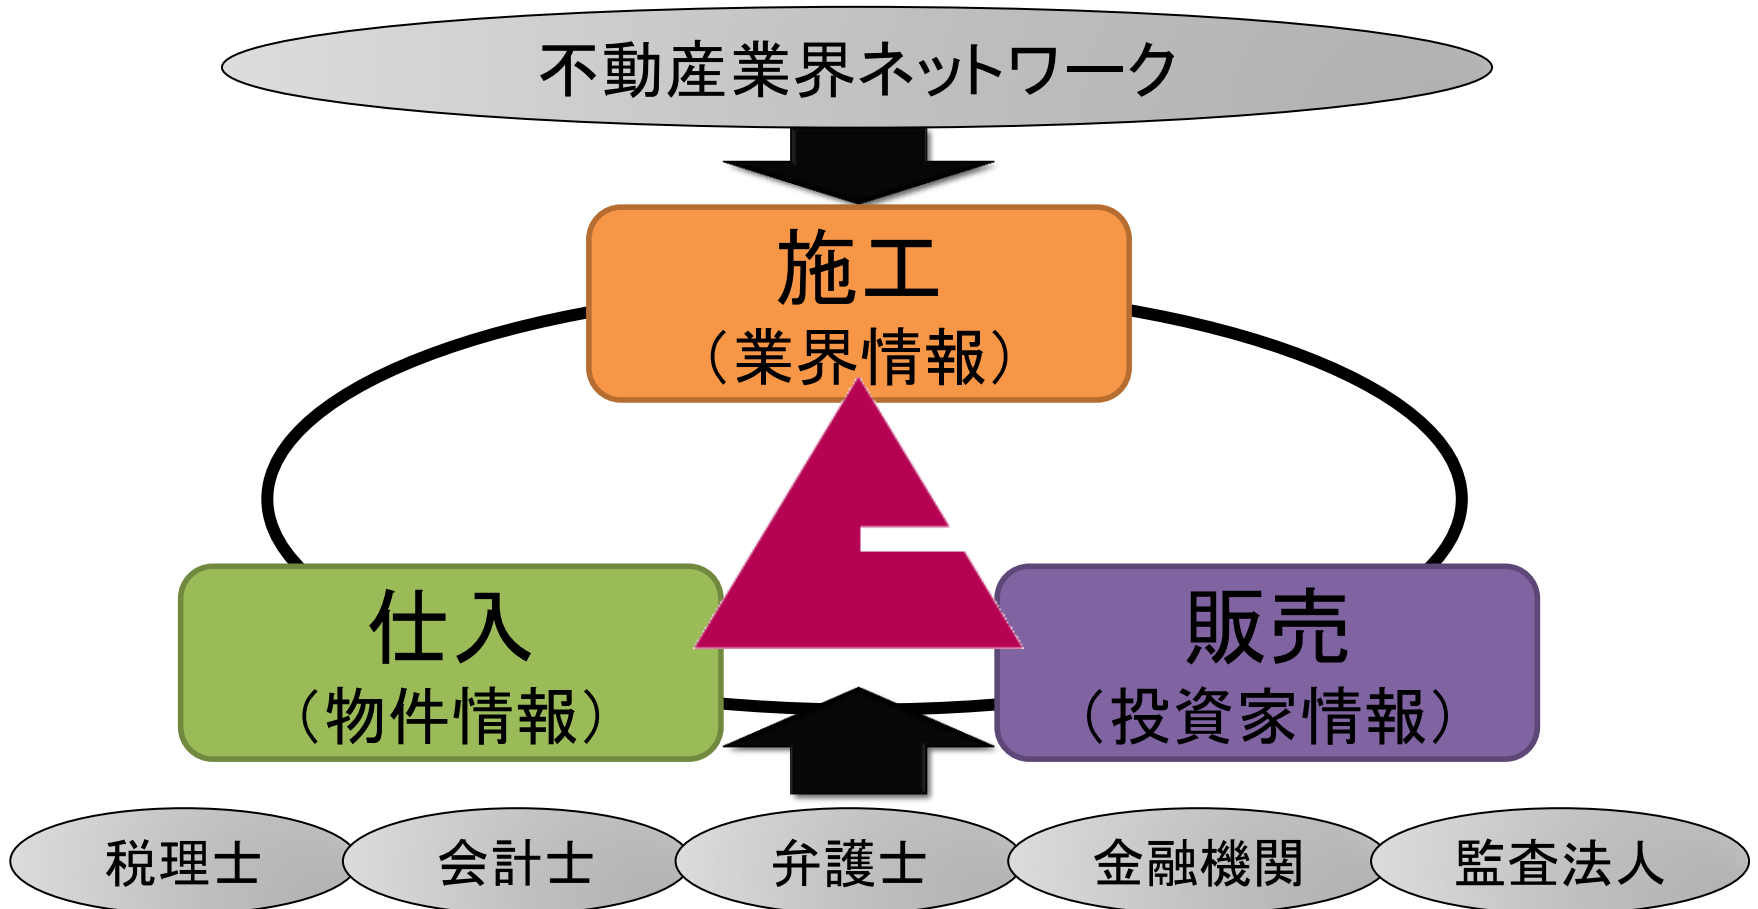 不動産業界ネットワーク
施工
（業界情報）
仕入
（物件情報）
販売
（投資家情報）
税理士
会計士
弁護士
金融機関
監査法人